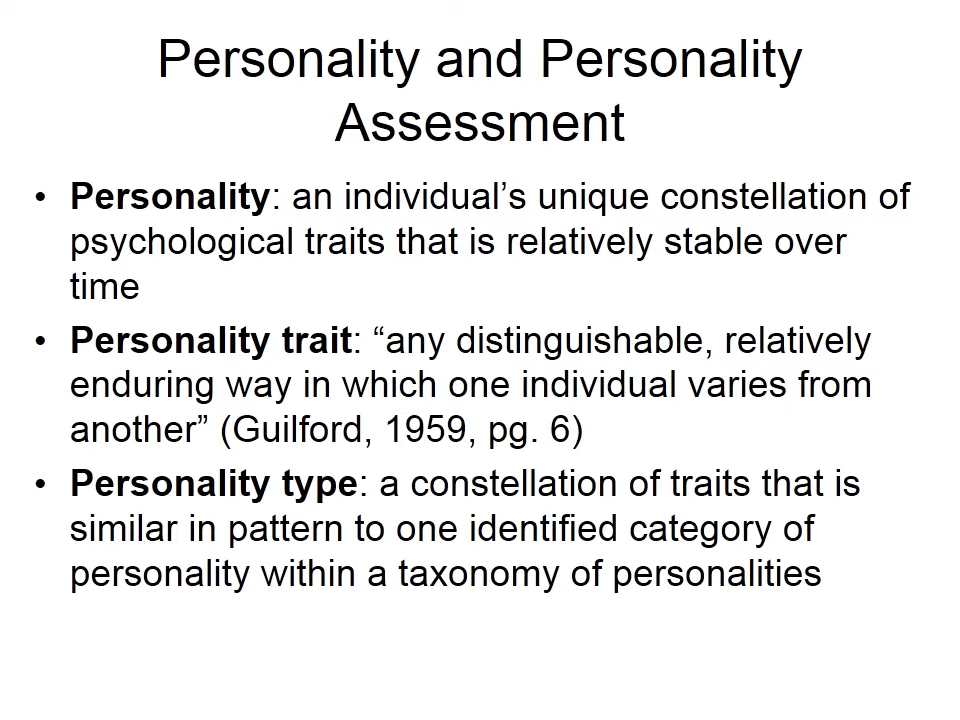 Personality and Personality
Assessment
• Personality: an individual’s unique constellation of
psychological traits that is relatively stable over
time
• Personality trait: “any distinguishable, relatively
enduring way in which one individual varies from
another” (Guilford, 1959, pg. 6)
• Personality type: a constellation of traits that is
similar in pattern to one identified category of
personality within a taxonomy of personalities